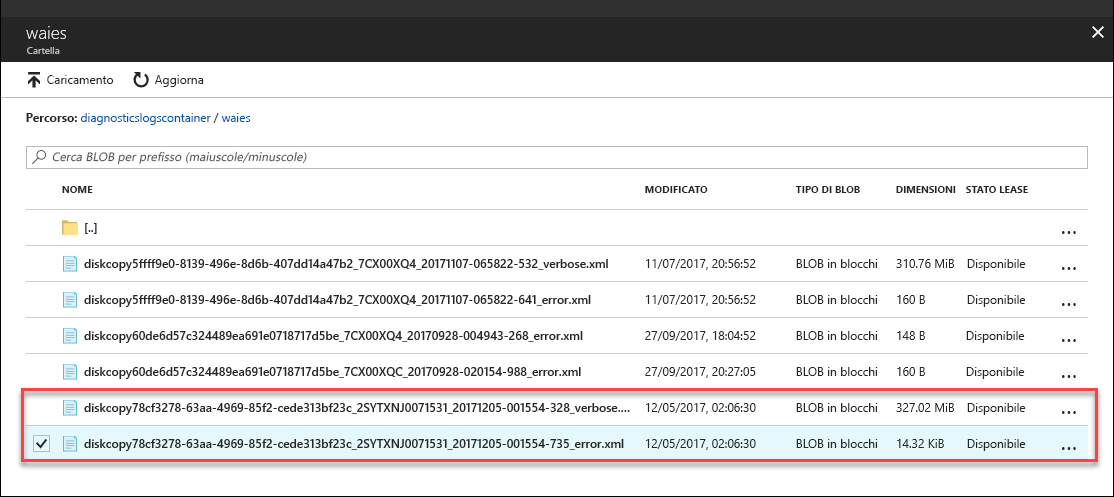 waies
Cartella
Caricamento Aggiorna
Percorso: diagnosticslogscontainer / waies
Cerca BLOB per prefisso (maiuscole/minuscole)
NOME MODIFICATO TIPO DI BLOB DIMENSIONI STATO LEASE
[..] ...
diskcopy5ffff9e0-8139-496e-8d6b-407dd14a47b2_7CX00XQ4_20171107-065822-532_verbose.xml 11/07/2017, 20:56:52 BLOB in blocchi 310.76 MiB Disponibile ...
diskcopy5ffff9e0-8139-496e-8d6b-407dd14a47b2_7CX00XQ4_20171107-065822-641_error.xml 11/07/2017, 20:56:52 BLOB in blocchi 160 B Disponibile ...
diskcopy60de6d57c324489ea691e0718717d5be_7CX00XQ4_20170928-004943-268_error.xml 27/09/2017, 18:04:52 BLOB in blocchi 148 B Disponibile ...
diskcopy60de6d57c324489ea691e0718717d5be_7CX00XQC_20170928-020154-988_error.xml 27/09/2017, 20:27:05 BLOB in blocchi 160 B Disponibile ...
diskcopy78cf3278-63aa-4969-85f2-cede313bf23c_2SYTXNJ0071531_20171205-001554-328_verbose.... 12/05/2017, 02:06:30 BLOB in blocchi 327.02 MiB Disponibile ...
diskcopy78cf3278-63aa-4969-85f2-cede313bf23c_2SYTXNJ0071531_20171205-001554-735_error.xml 12/05/2017, 02:06:30 BLOB in blocchi 14.32 KiB Disponibile ...